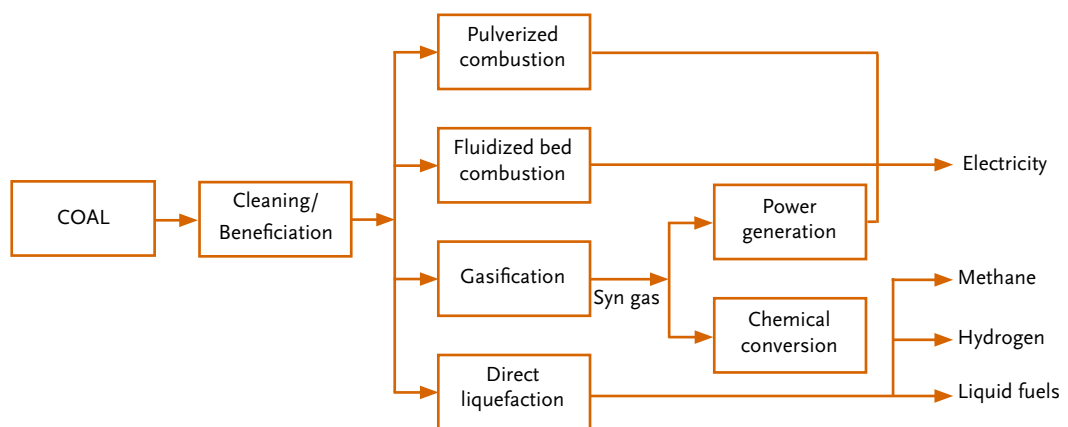 COAL
Cleaning/
Beneficiation
Pulverized
combustion
Fluidized bed
combustion
Gasification
Direct
liquefaction
Syn gas
Power
generation
Chemical
conversion
Electricity
Methane
Hydrogen
Liquid fuels